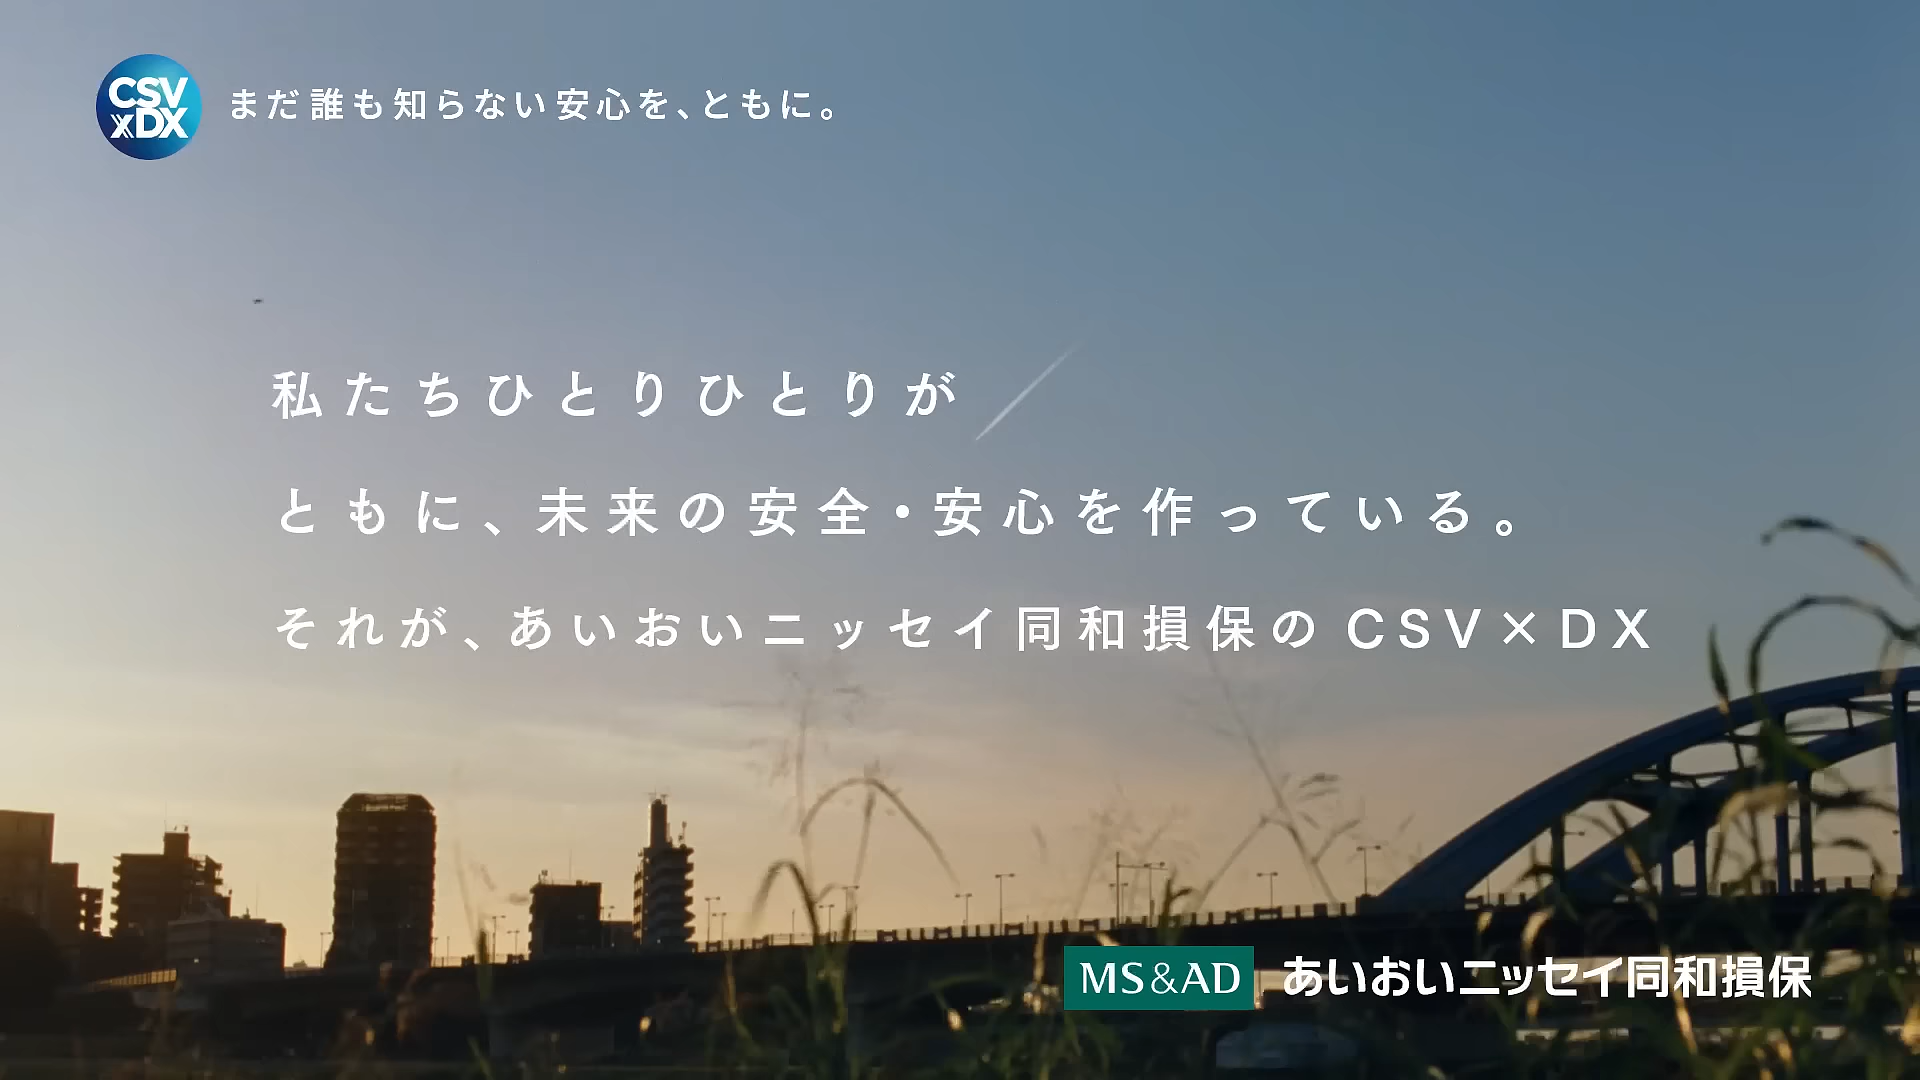 CSV
×DX
まだ誰も知らない安心を、ともに。
私たちひとりひとりが
ともに、未来の安全・安心を作っている。
それが、あいおいニッセイ同和損保のCSV×DX
MS&AD あいおいニッセイ同和損保